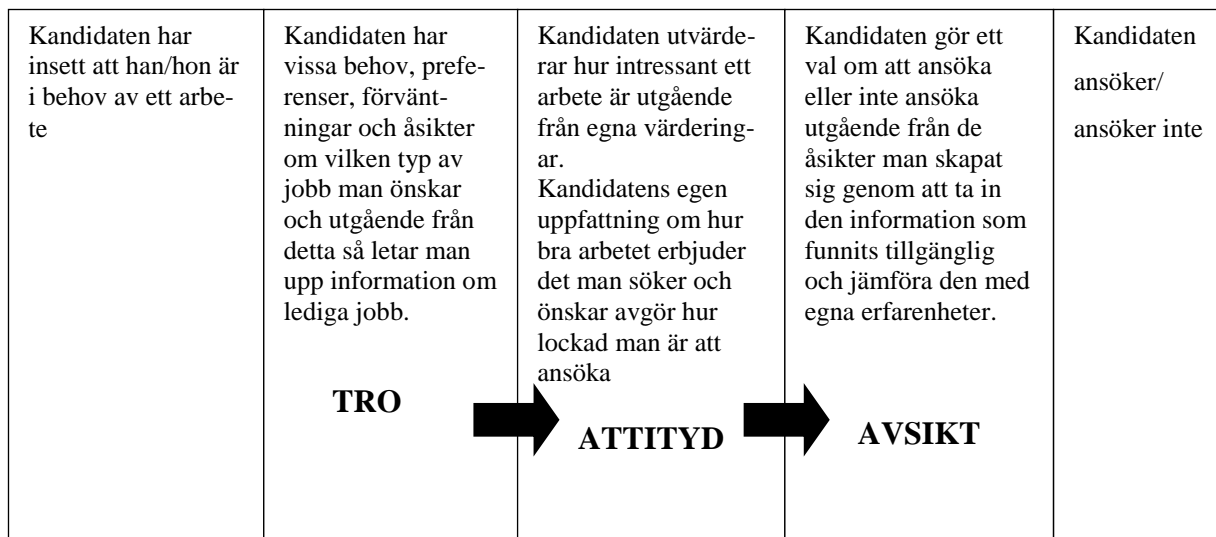 Kandidaten har
insett att han/hon är
i behov av ett arbe-
te
Kandidaten har
vissa behov, prefe-
renser, förvänt-
ningar och åsikter
om vilken typ av
jobb man önskar
och utgående från
detta så letar man
upp information om
lediga jobb.
TRO
Kandidaten utvärde-
rar hur intressant ett
arbete är utgående
från egna värdering-
ar.
Kandidatens egen
uppfattning om hur
bra arbetet erbjuder
det man söker och
önskar avgör hur
lockad man är att
ansöka
ATTITYD
Kandidaten gör ett
val om att ansöka
eller inte ansöka
utgående från de
åsikter man skapat
sig genom att ta in
den information som
funnits tillgänglig
och jämföra den med
egna erfarenheter.
AVSIKT
Kandidaten
ansöker/
ansöker inte